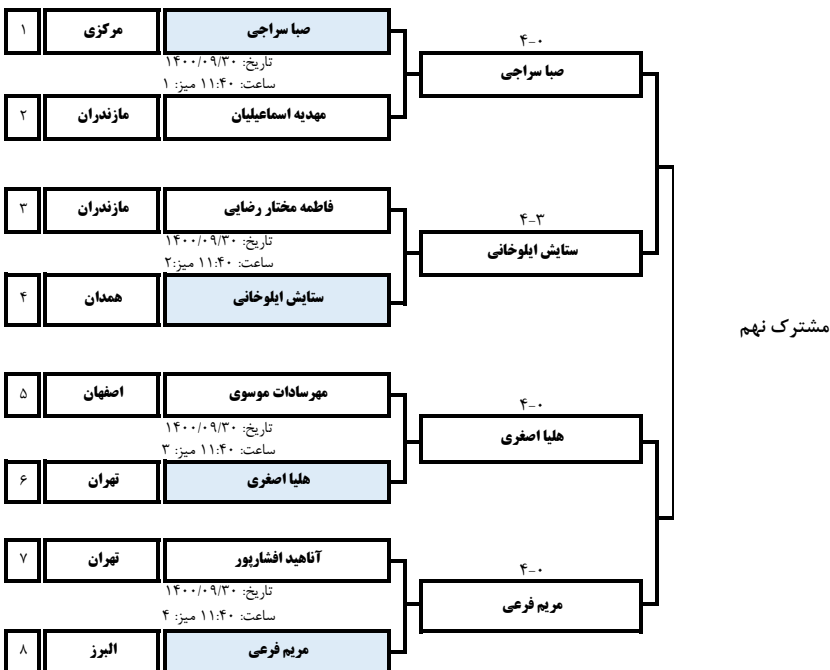 ۱ مرکزی صبا سراجی
تاریخ: ۱۴۰۰/۰۹/۳۰
ساعت: ۱۱:۴۰ میز: ۱
۲ مازندران مهدیه اسماعیلیان
۴-۰
صبا سراجی
۳ مازندران فاطمه مختار رضایی
تاریخ: ۱۴۰۰/۰۹/۳۰
ساعت: ۱۱:۴۰ میز:۲
۴ همدان ستایش ایلوخانی
۴-۳
ستایش ایلوخانی
۵ اصفهان مهرسادات موسوی
تاریخ: ۱۴۰۰/۰۹/۳۰
ساعت: ۱۱:۴۰ میز: ۳
۶ تهران هلیا اصغری
۴-۰
هلیا اصغری
۷ تهران آناهید افشارپور
تاریخ: ۱۴۰۰/۰۹/۳۰
ساعت: ۱۱:۴۰ میز: ۴
۸ البرز مریم فرعی
۴-۰
مریم فرعی
مشترک نهم